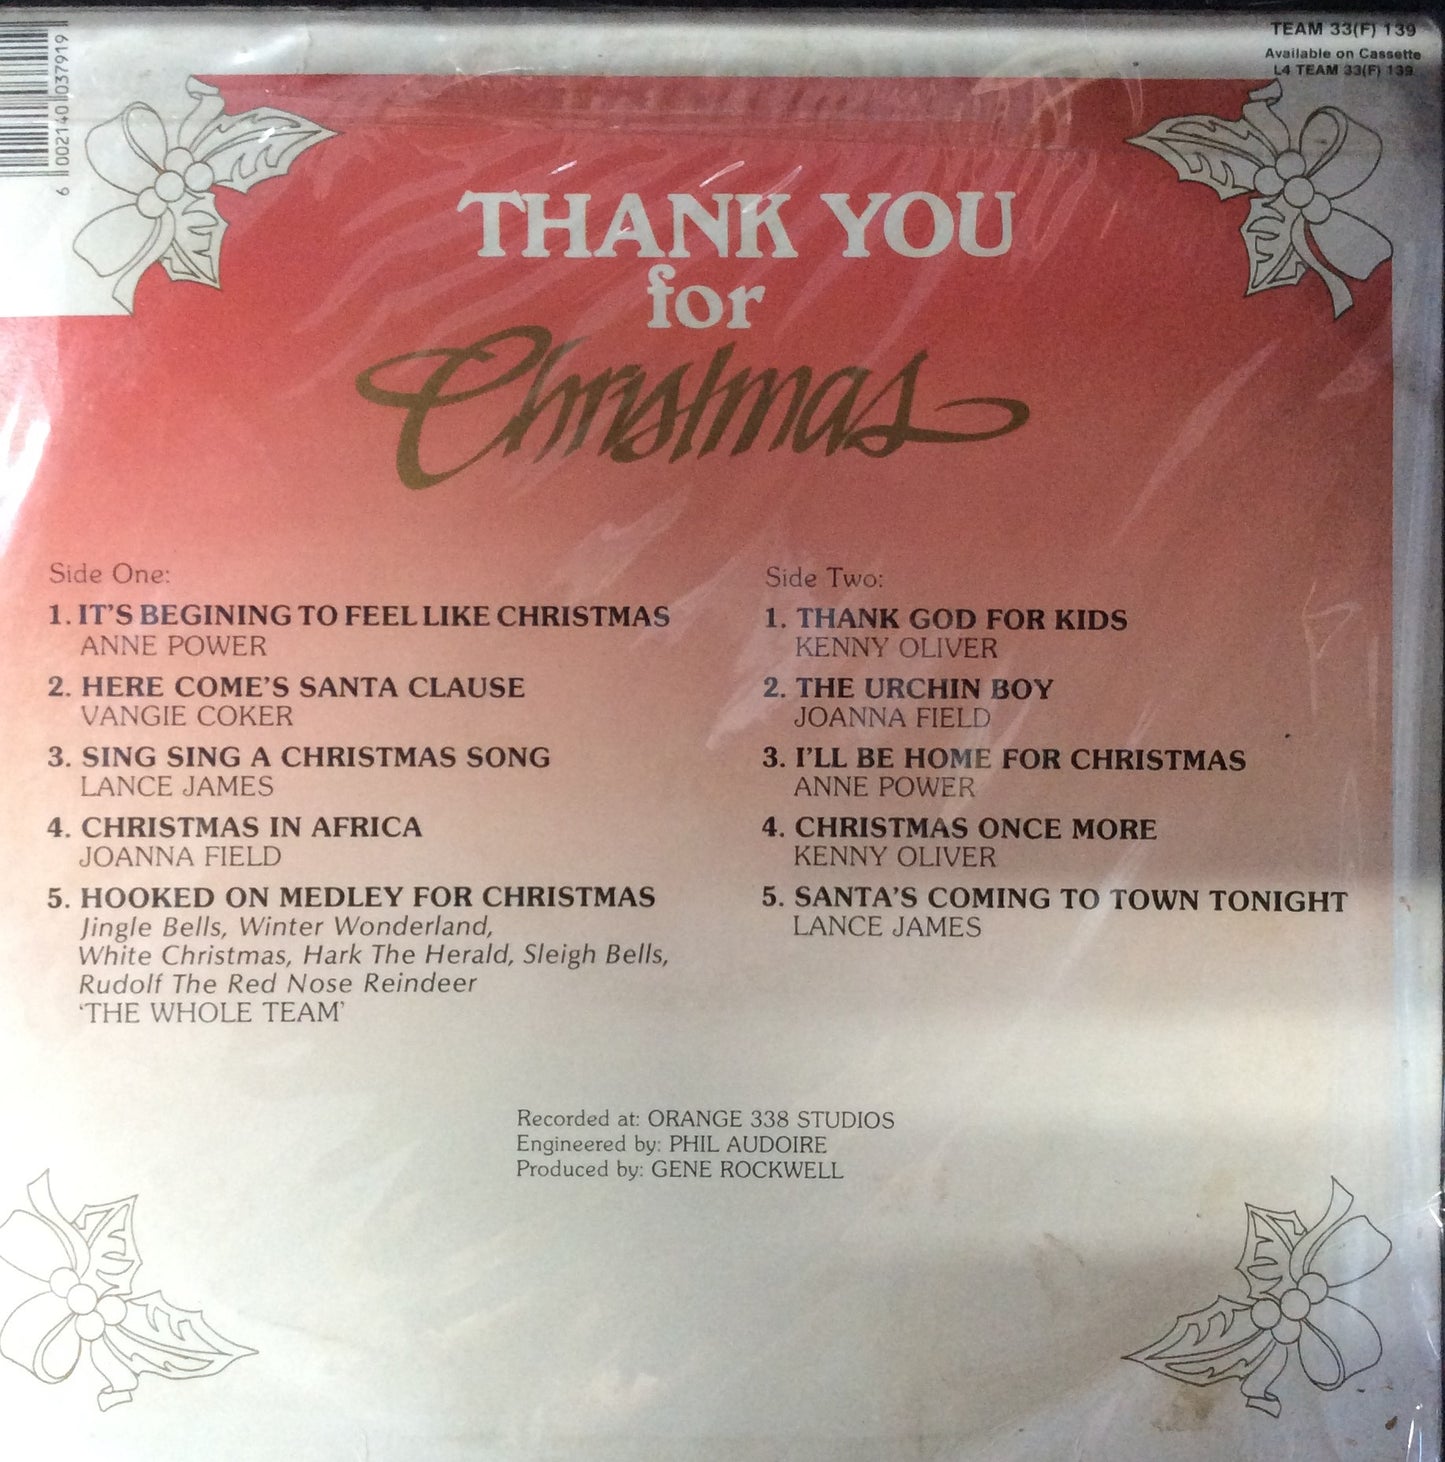 6 002140 037919
TEAM 33(F) 139
Available on Cassette
L4 TEAM 33(F) 139
THANK YOU
for
Christmas
Side One:
1. IT'S BEGINING TO FEEL LIKE CHRISTMAS
ANNE POWER
2. HERE COME'S SANTA CLAUSE
VANGIE COKER
3. SING SING A CHRISTMAS SONG
LANCE JAMES
4. CHRISTMAS IN AFRICA
JOANNA FIELD
5. HOOKED ON MEDLEY FOR CHRISTMAS
Jingle Bells, Winter Wonderland,
White Christmas, Hark The Herald, Sleigh Bells,
Rudolf The Red Nose Reindeer
'THE WHOLE TEAM'
Side Two:
1. THANK GOD FOR KIDS
KENNY OLIVER
2. THE URCHIN BOY
JOANNA FIELD
3. I'LL BE HOME FOR CHRISTMAS
ANNE POWER
4. CHRISTMAS ONCE MORE
KENNY OLIVER
5. SANTA'S COMING TO TOWN TONIGHT
LANCE JAMES
Recorded at: ORANGE 338 STUDIOS
Engineered by: PHIL AUDOIRE
Produced by: GENE ROCKWELL